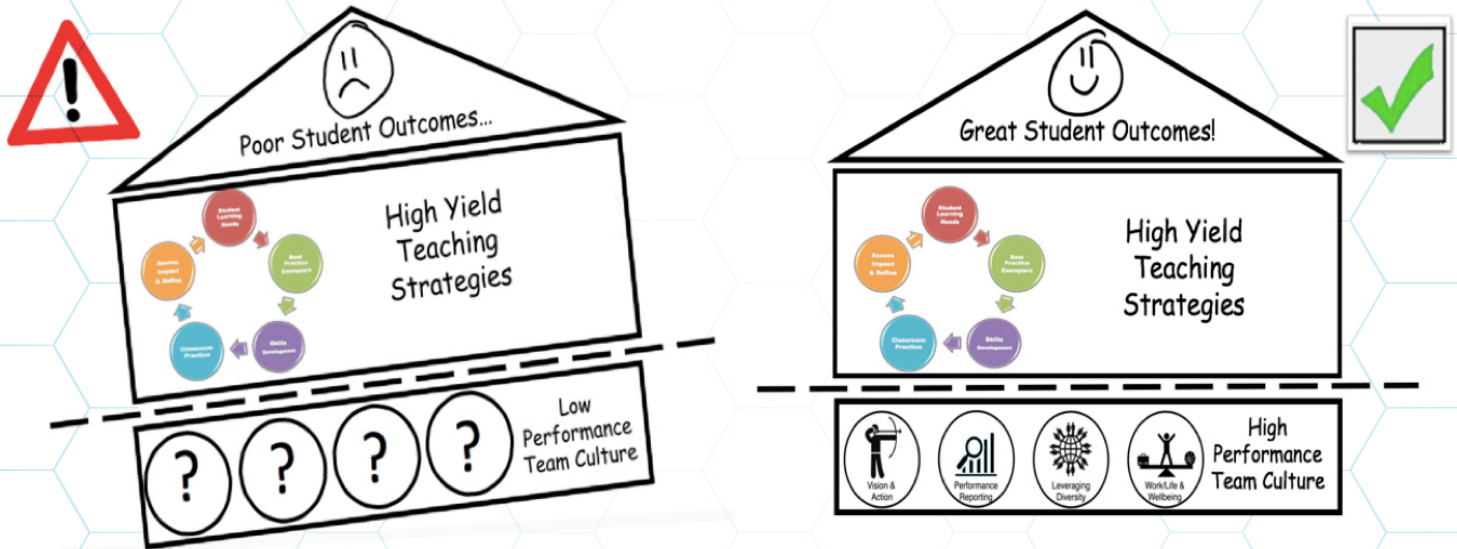 Poor Student Outcomes...
Student
Learning
Needs
Best
Practice
Exemplars
Skills
Development
Classroom
Practice
Assess
Impact
& Refine
High Yield
Teaching
Strategies
?
?
?
?
Low
Performance
Team Culture
Great Student Outcomes!
Student
Learning
Needs
Best
Practice
Exemplars
Skills
Development
Classroom
Practice
Assess
Impact
& Refine
High Yield
Teaching
Strategies
Vision &
Action
Performance
Reporting
Leveraging
Diversity
Work/Life &
Wellbeing
High
Performance
Team Culture